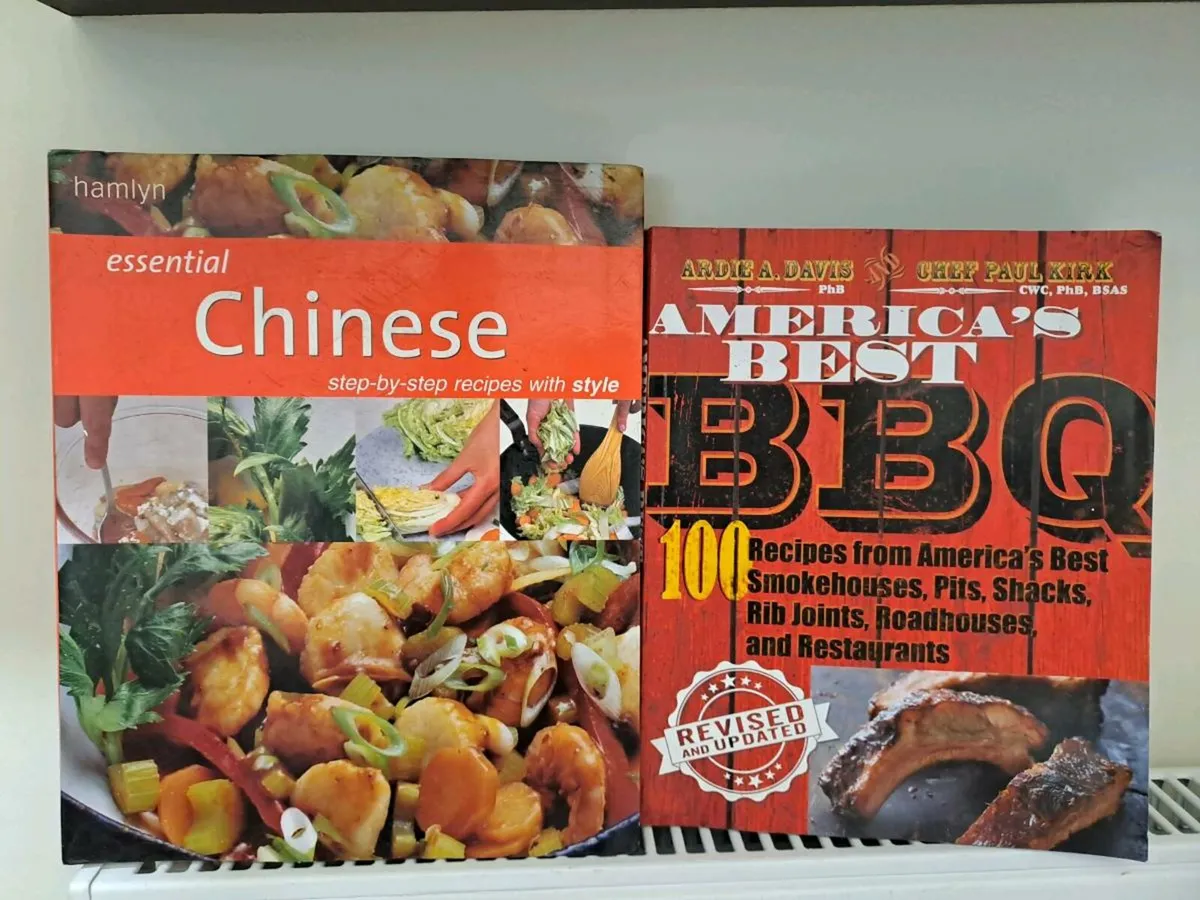 hamlyn
essential
Chinese
step-by-step recipes with style
ARDIE A. DAVIS AND CHEF PAUL KIRK
PhB CWC, PhB, BSAS
AMERICA'S
BEST
BBQ
100 Recipes from America's Best
Smokehouses, Pits, Shacks,
Rib Joints, Roadhouses,
and Restaurants
REVISED
AND UPDATED